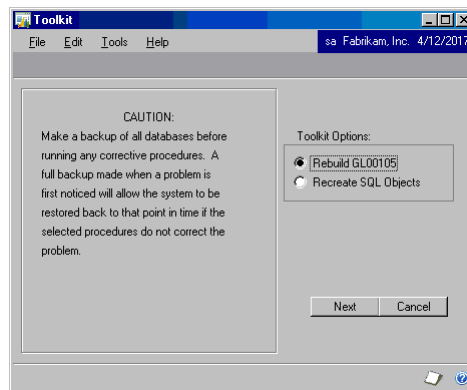 Toolkit
File Edit Tools Help
sa Fabrikam, Inc. 4/12/2017
CAUTION:
Make a backup of all databases before
running any corrective procedures. A
full backup made when a problem is
first noticed will allow the system to be
restored back to that point in time if the
selected procedures do not correct the
problem.
Toolkit Options:
Rebuild GL00105
Recreate SQL Objects
Next Cancel